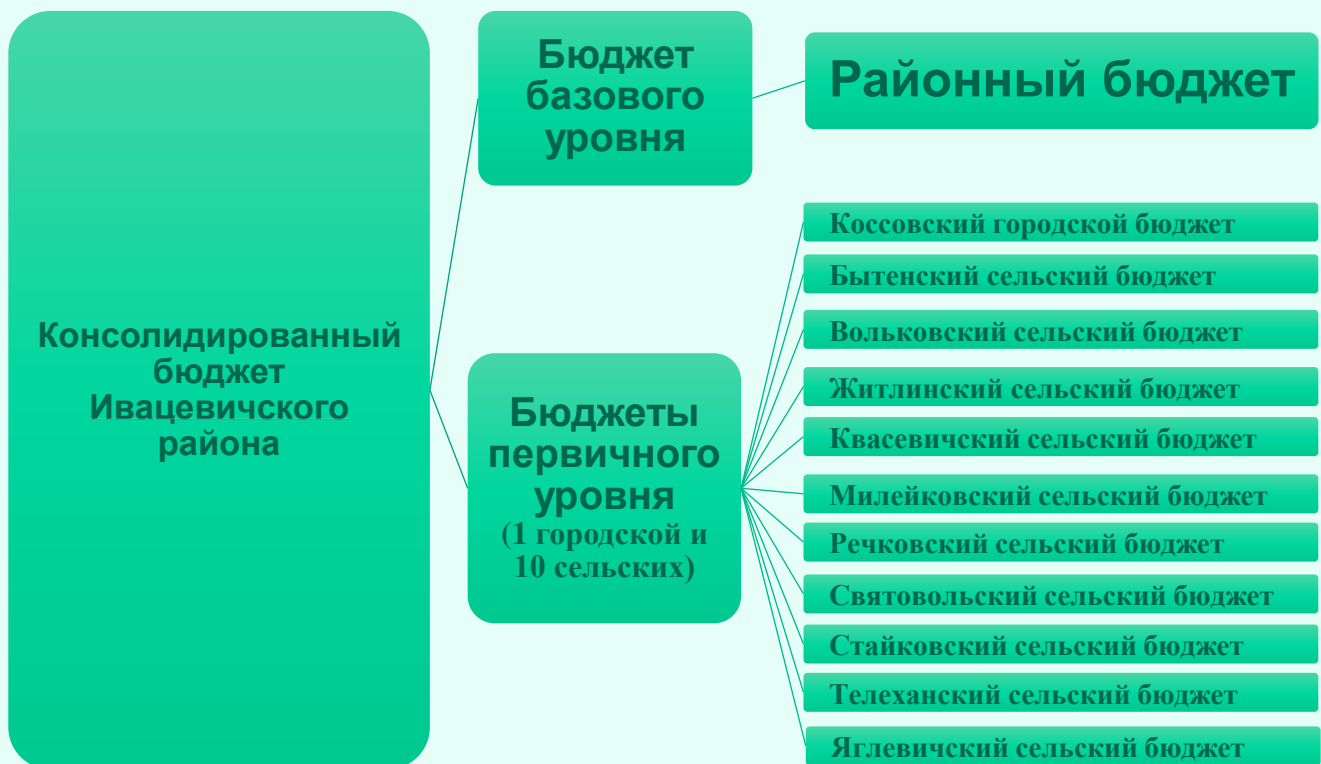 Консолидированный
бюджет
Ивацевичского
района
Бюджет
базового
уровня
Районный бюджет
Бюджеты
первичного
уровня
(1 городской и
10 сельских)
Коссовский городской бюджет
Бытенский сельский бюджет
Вольковский сельский бюджет
Житлинский сельский бюджет
Квасевичский сельский бюджет
Милейковский сельский бюджет
Речковский сельский бюджет
Святовольский сельский бюджет
Стайковский сельский бюджет
Телеханский сельский бюджет
Яглевичский сельский бюджет